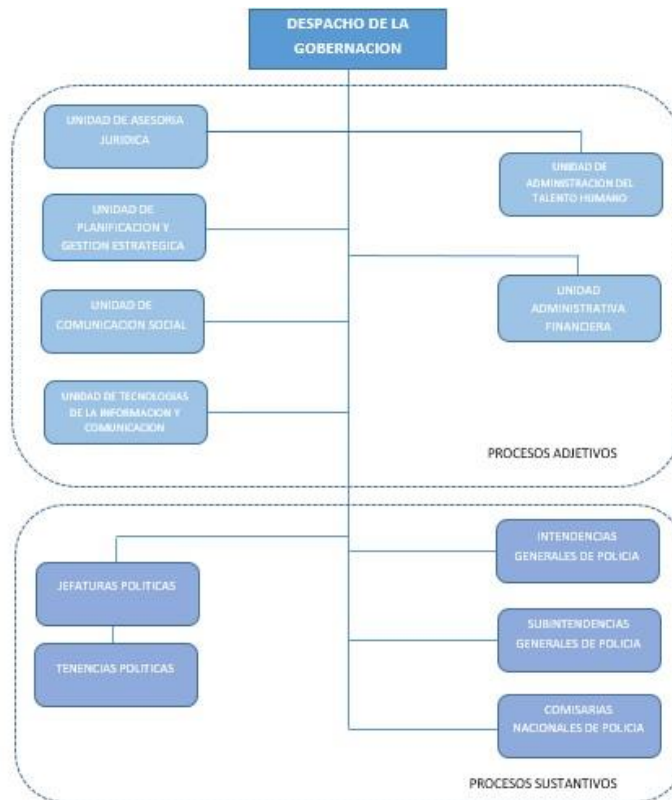 DESPACHO DE LA
GOBERNACION
UNIDAD DE ASESORIA
JURIDICA
UNIDAD DE
ADMINISTRACION DEL
TALENTO HUMANO
UNIDAD DE
PLANIFICACION Y
GESTION ESTRATEGICA
UNIDAD
ADMINISTRATIVA
FINANCIERA
UNIDAD DE
COMUNICACION SOCIAL
UNIDAD DE TECNOLOGIAS
DE LA INFORMACION Y
COMUNICACION
PROCESOS ADJETIVOS
INTENDENCIAS
GENERALES DE POLICIA
JEFATURAS POLITICAS
SUBINTENDENCIAS
GENERALES DE POLICIA
TENENCIAS POLITICAS
COMISARIAS
NACIONALES DE POLICIA
PROCESOS SUSTANTIVOS